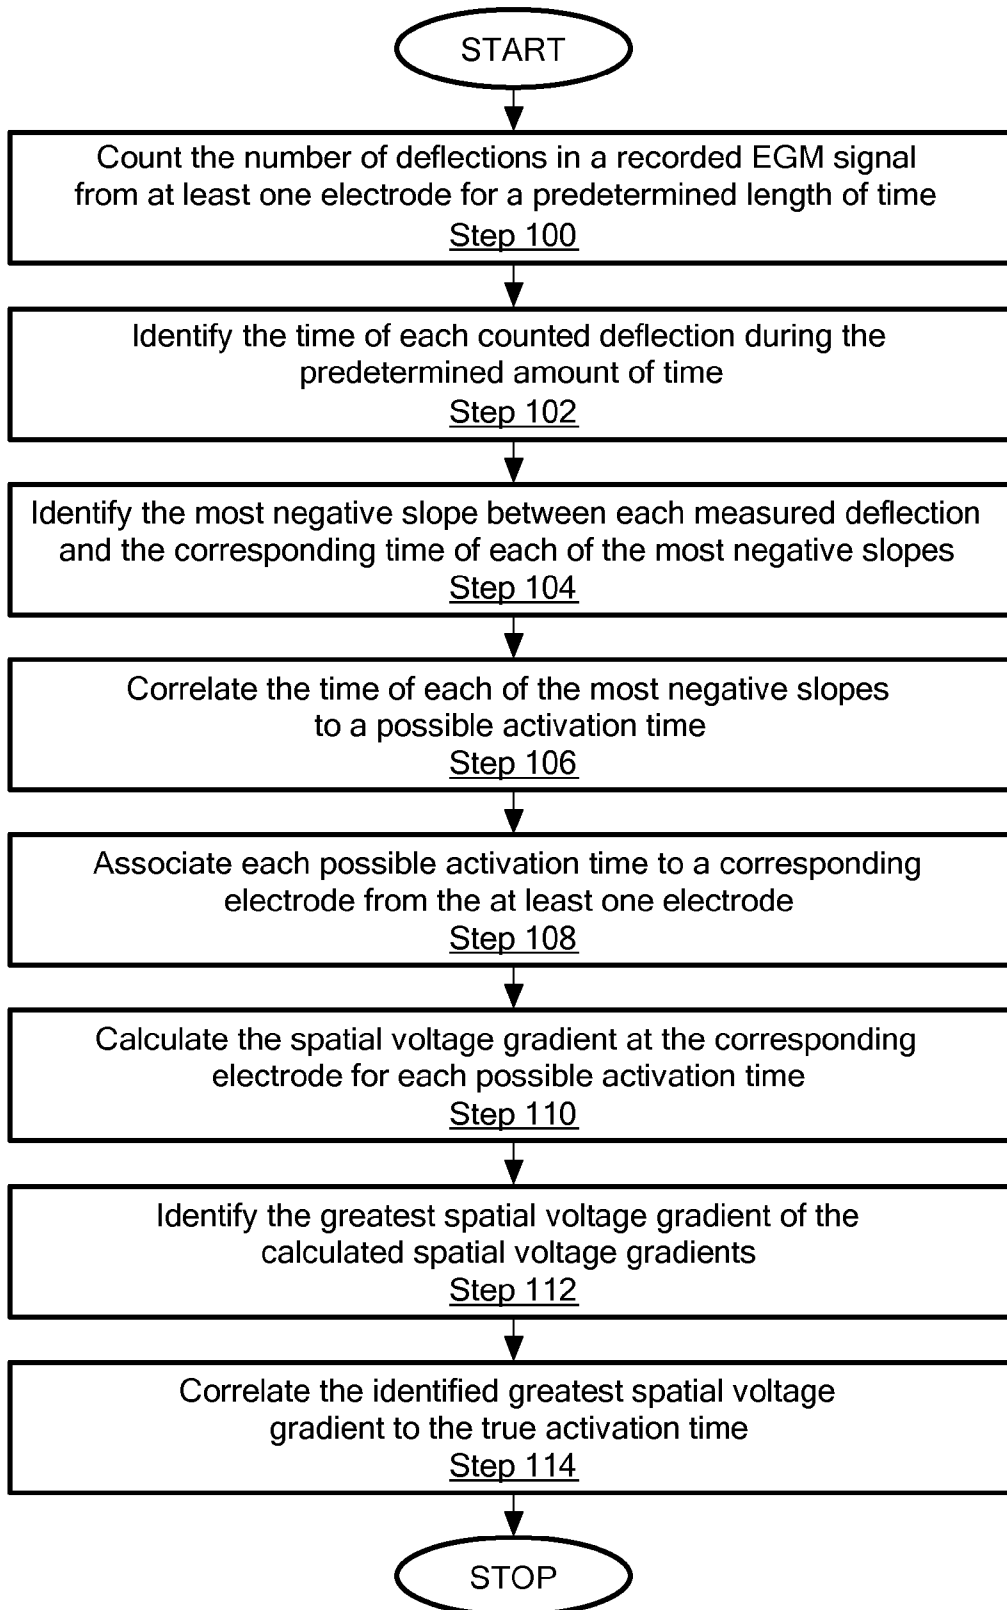 START
Count the number of deflections in a recorded EGM signal
from at least one electrode for a predetermined length of time
Step 100
Identify the time of each counted deflection during the
predetermined amount of time
Step 102
Identify the most negative slope between each measured deflection
and the corresponding time of each of the most negative slopes
Step 104
Correlate the time of each of the most negative slopes
to a possible activation time
Step 106
Associate each possible activation time to a corresponding
electrode from the at least one electrode
Step 108
Calculate the spatial voltage gradient at the corresponding
electrode for each possible activation time
Step 110
Identify the greatest spatial voltage gradient of the
calculated spatial voltage gradients
Step 112
Correlate the identified greatest spatial voltage
gradient to the true activation time
Step 114
STOP